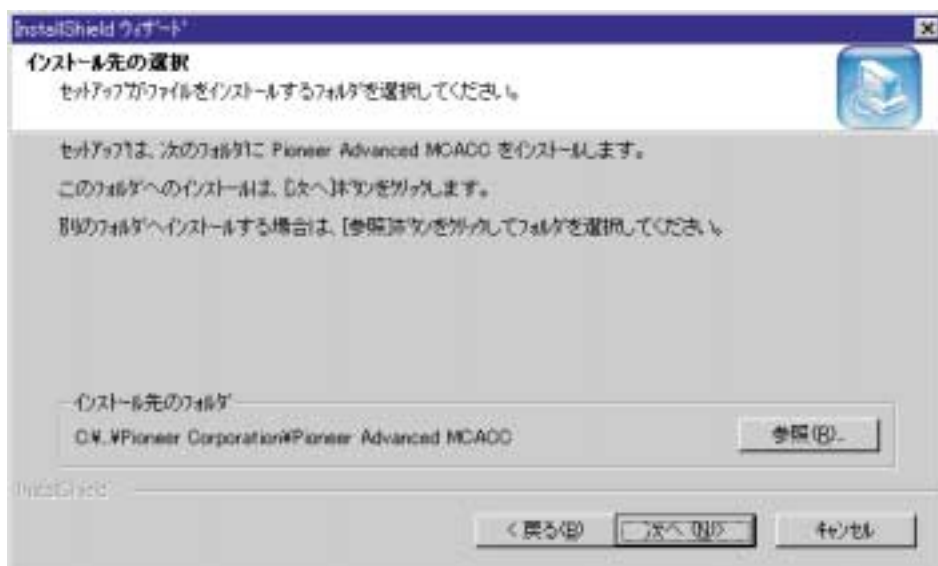 InstallShield ウィザード
インストール先の選択
セットアップがファイルをインストールするフォルダを選択してください。
セットアップは、次のフォルダに Pioneer Advanced MCACC をインストールします。
このフォルダへのインストールは、[次へ]ボタンをクリックします。
別のフォルダへインストールする場合は、[参照]ボタンをクリックしてフォルダを選択してください。
インストール先のフォルダ
C:¥..¥Pioneer Corporation¥Pioneer Advanced MCACC
参照(R)...
InstallShield
< 戻る(B)
次へ(N)>
キャンセル